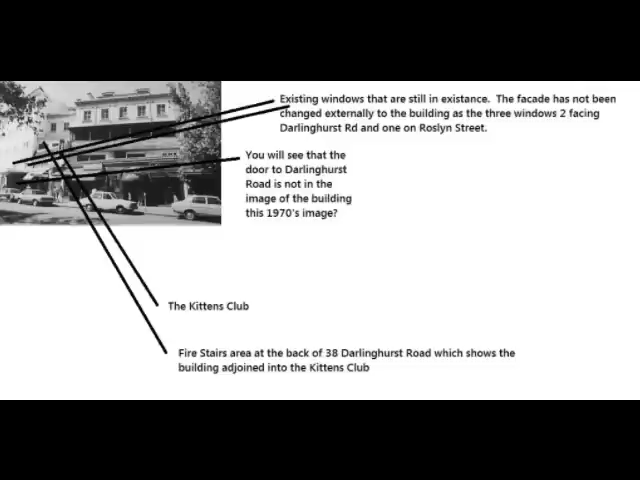 Existing windows that are still in existance. The facade has not been
changed externally to the building as the three windows 2 facing
Darlinghurst Rd and one on Roslyn Street.
You will see that the
door to Darlinghurst
Road is not in the
image of the building
this 1970's image?
The Kittens Club
Fire Stairs area at the back of 38 Darlinghurst Road which shows the
building adjoined into the Kittens Club